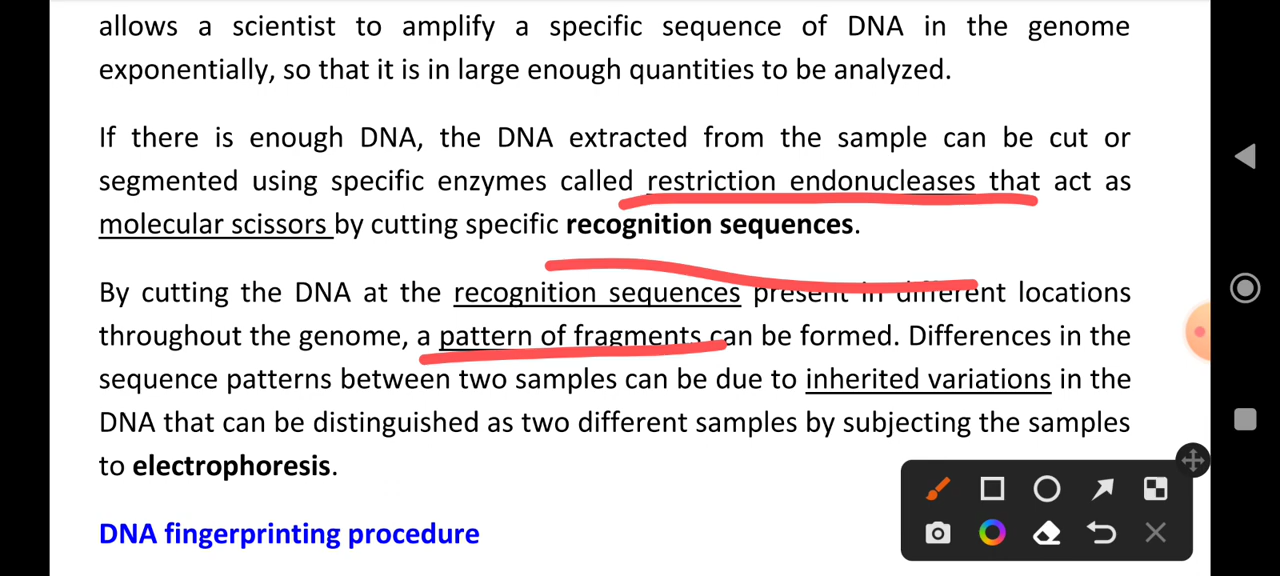 allows a scientist to amplify a specific sequence of DNA in the genome
exponentially, so that it is in large enough quantities to be analyzed.
If there is enough DNA, the DNA extracted from the sample can be cut or
segmented using specific enzymes called restriction endonucleases that act as
molecular scissors by cutting specific recognition sequences.
By cutting the DNA at the recognition sequences present in different locations
throughout the genome, a pattern of fragments can be formed. Differences in the
sequence patterns between two samples can be due to inherited variations in the
DNA that can be distinguished as two different samples by subjecting the samples
to electrophoresis.
DNA fingerprinting procedure